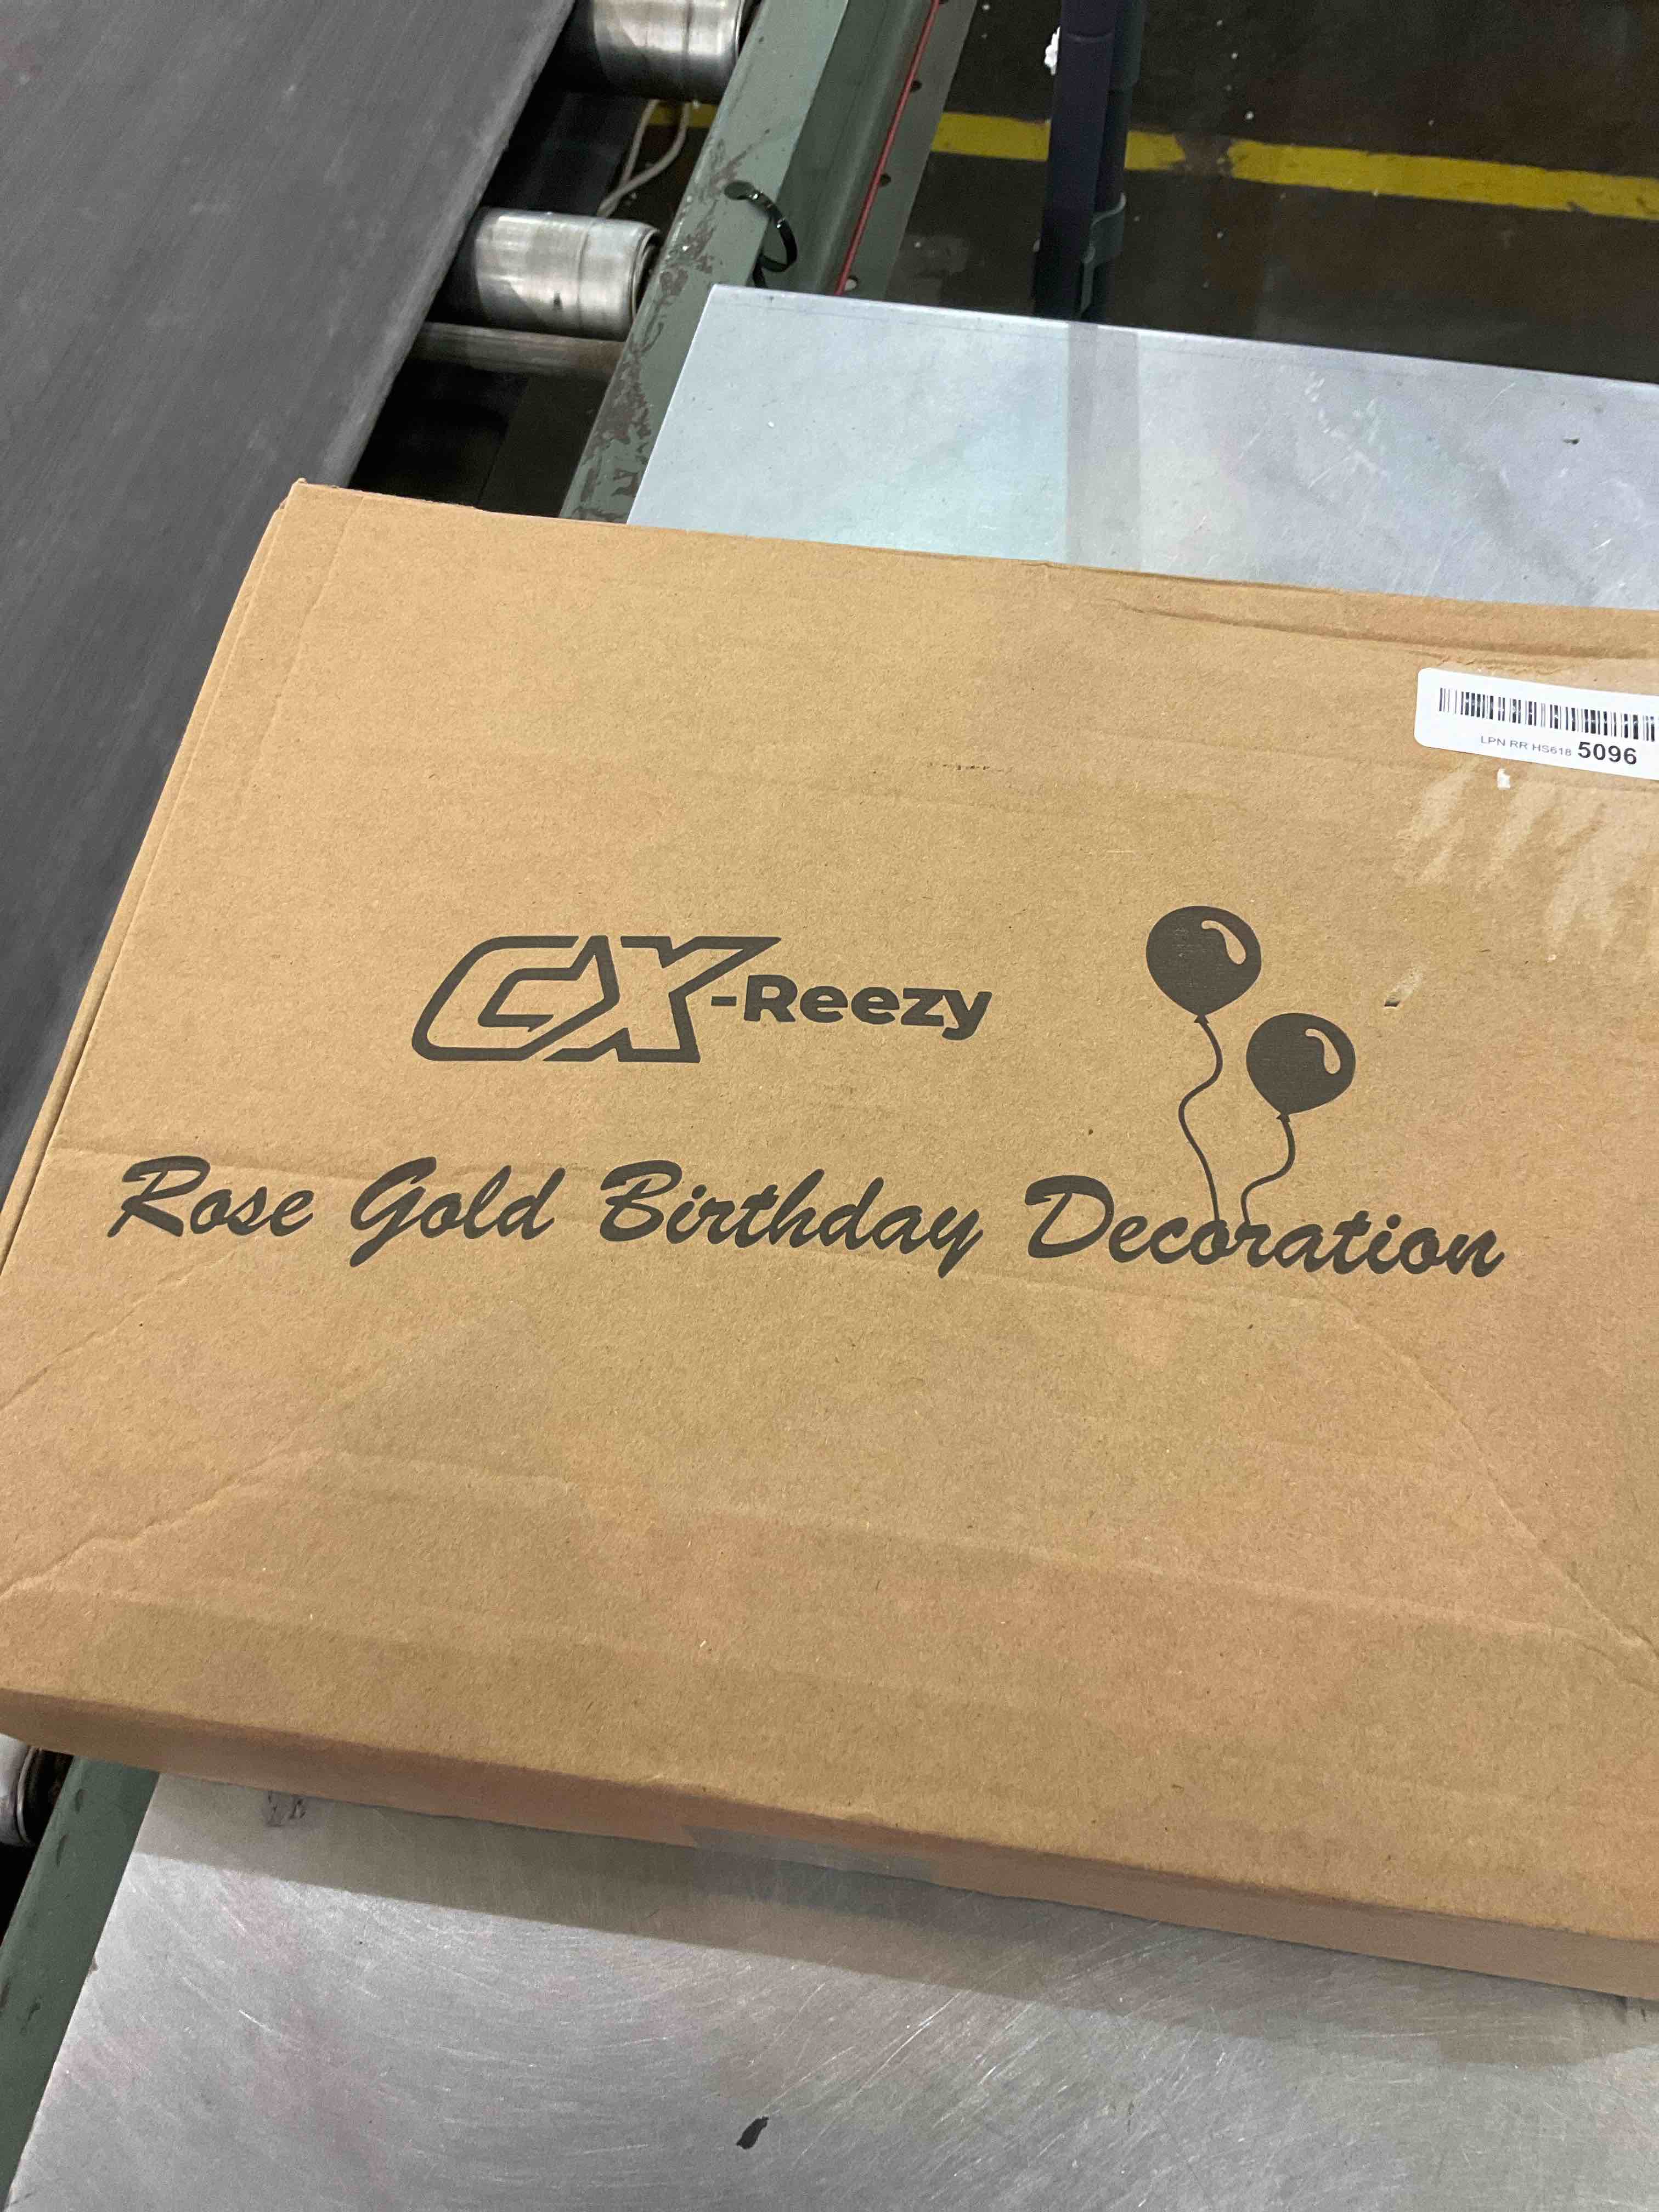 LPN RR HS618 5096
CX-Reezy
Rose Gold Birthday Decoration